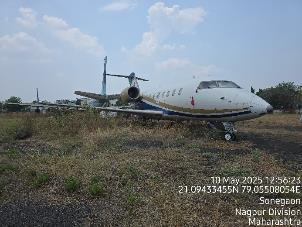 10 May 2025 12:56:23
21.09433455N 79.05508054E
Sonegaon
Nagpur Division
Maharashtra